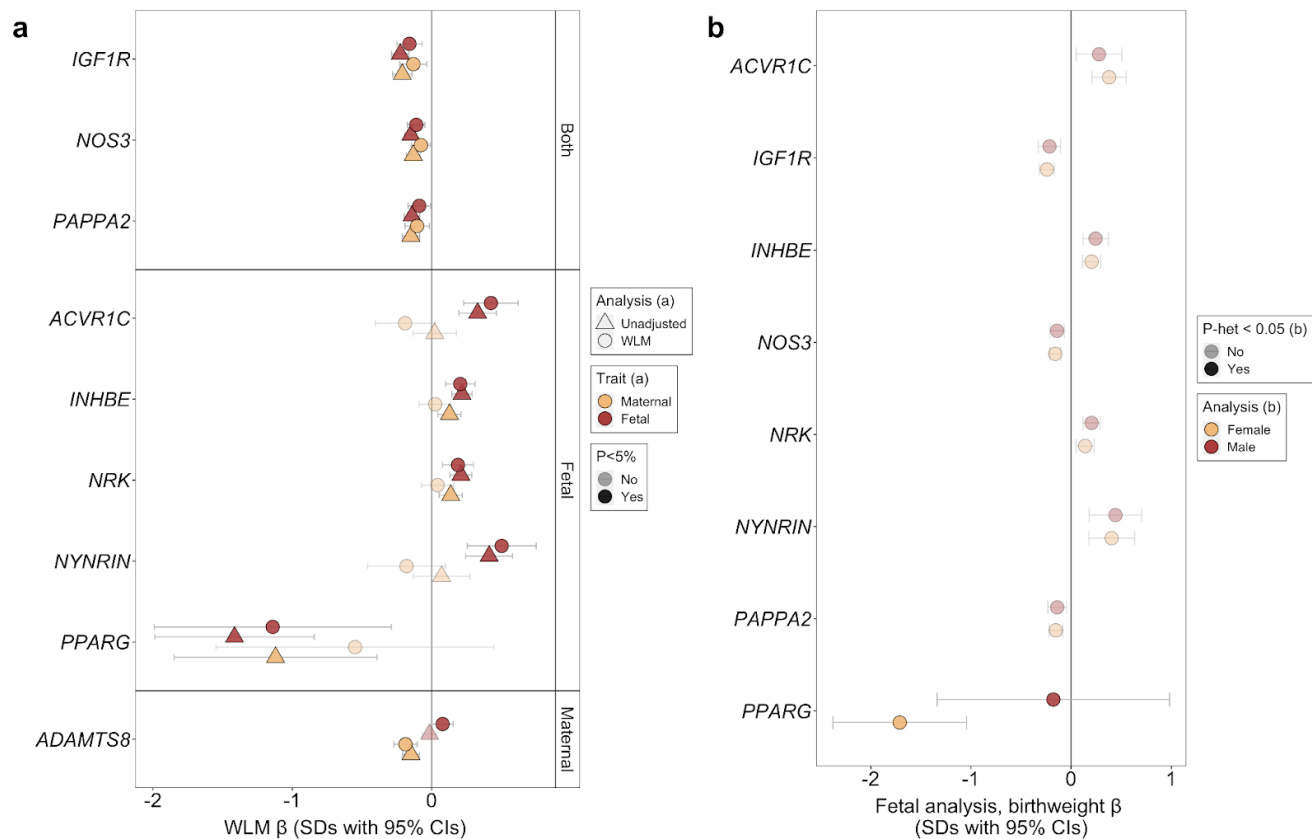 a
IGF1R
NOS3
PAPPA2
ACVR1C
INHBE
NRK
NYNRIN
PPARG
ADAMTS8
Both
Fetal
Maternal
-2
-1
0
WLM β (SDs with 95% CIs)
Analysis (a)
Unadjusted
WLM
Trait (a)
Maternal
Fetal
P<5%
No
Yes
b
ACVR1C
IGF1R
INHBE
NOS3
NRK
NYNRIN
PAPPA2
PPARG
-2
-1
0
1
Fetal analysis, birthweight β
(SDs with 95% CIs)
P-het < 0.05 (b)
No
Yes
Analysis (b)
Female
Male